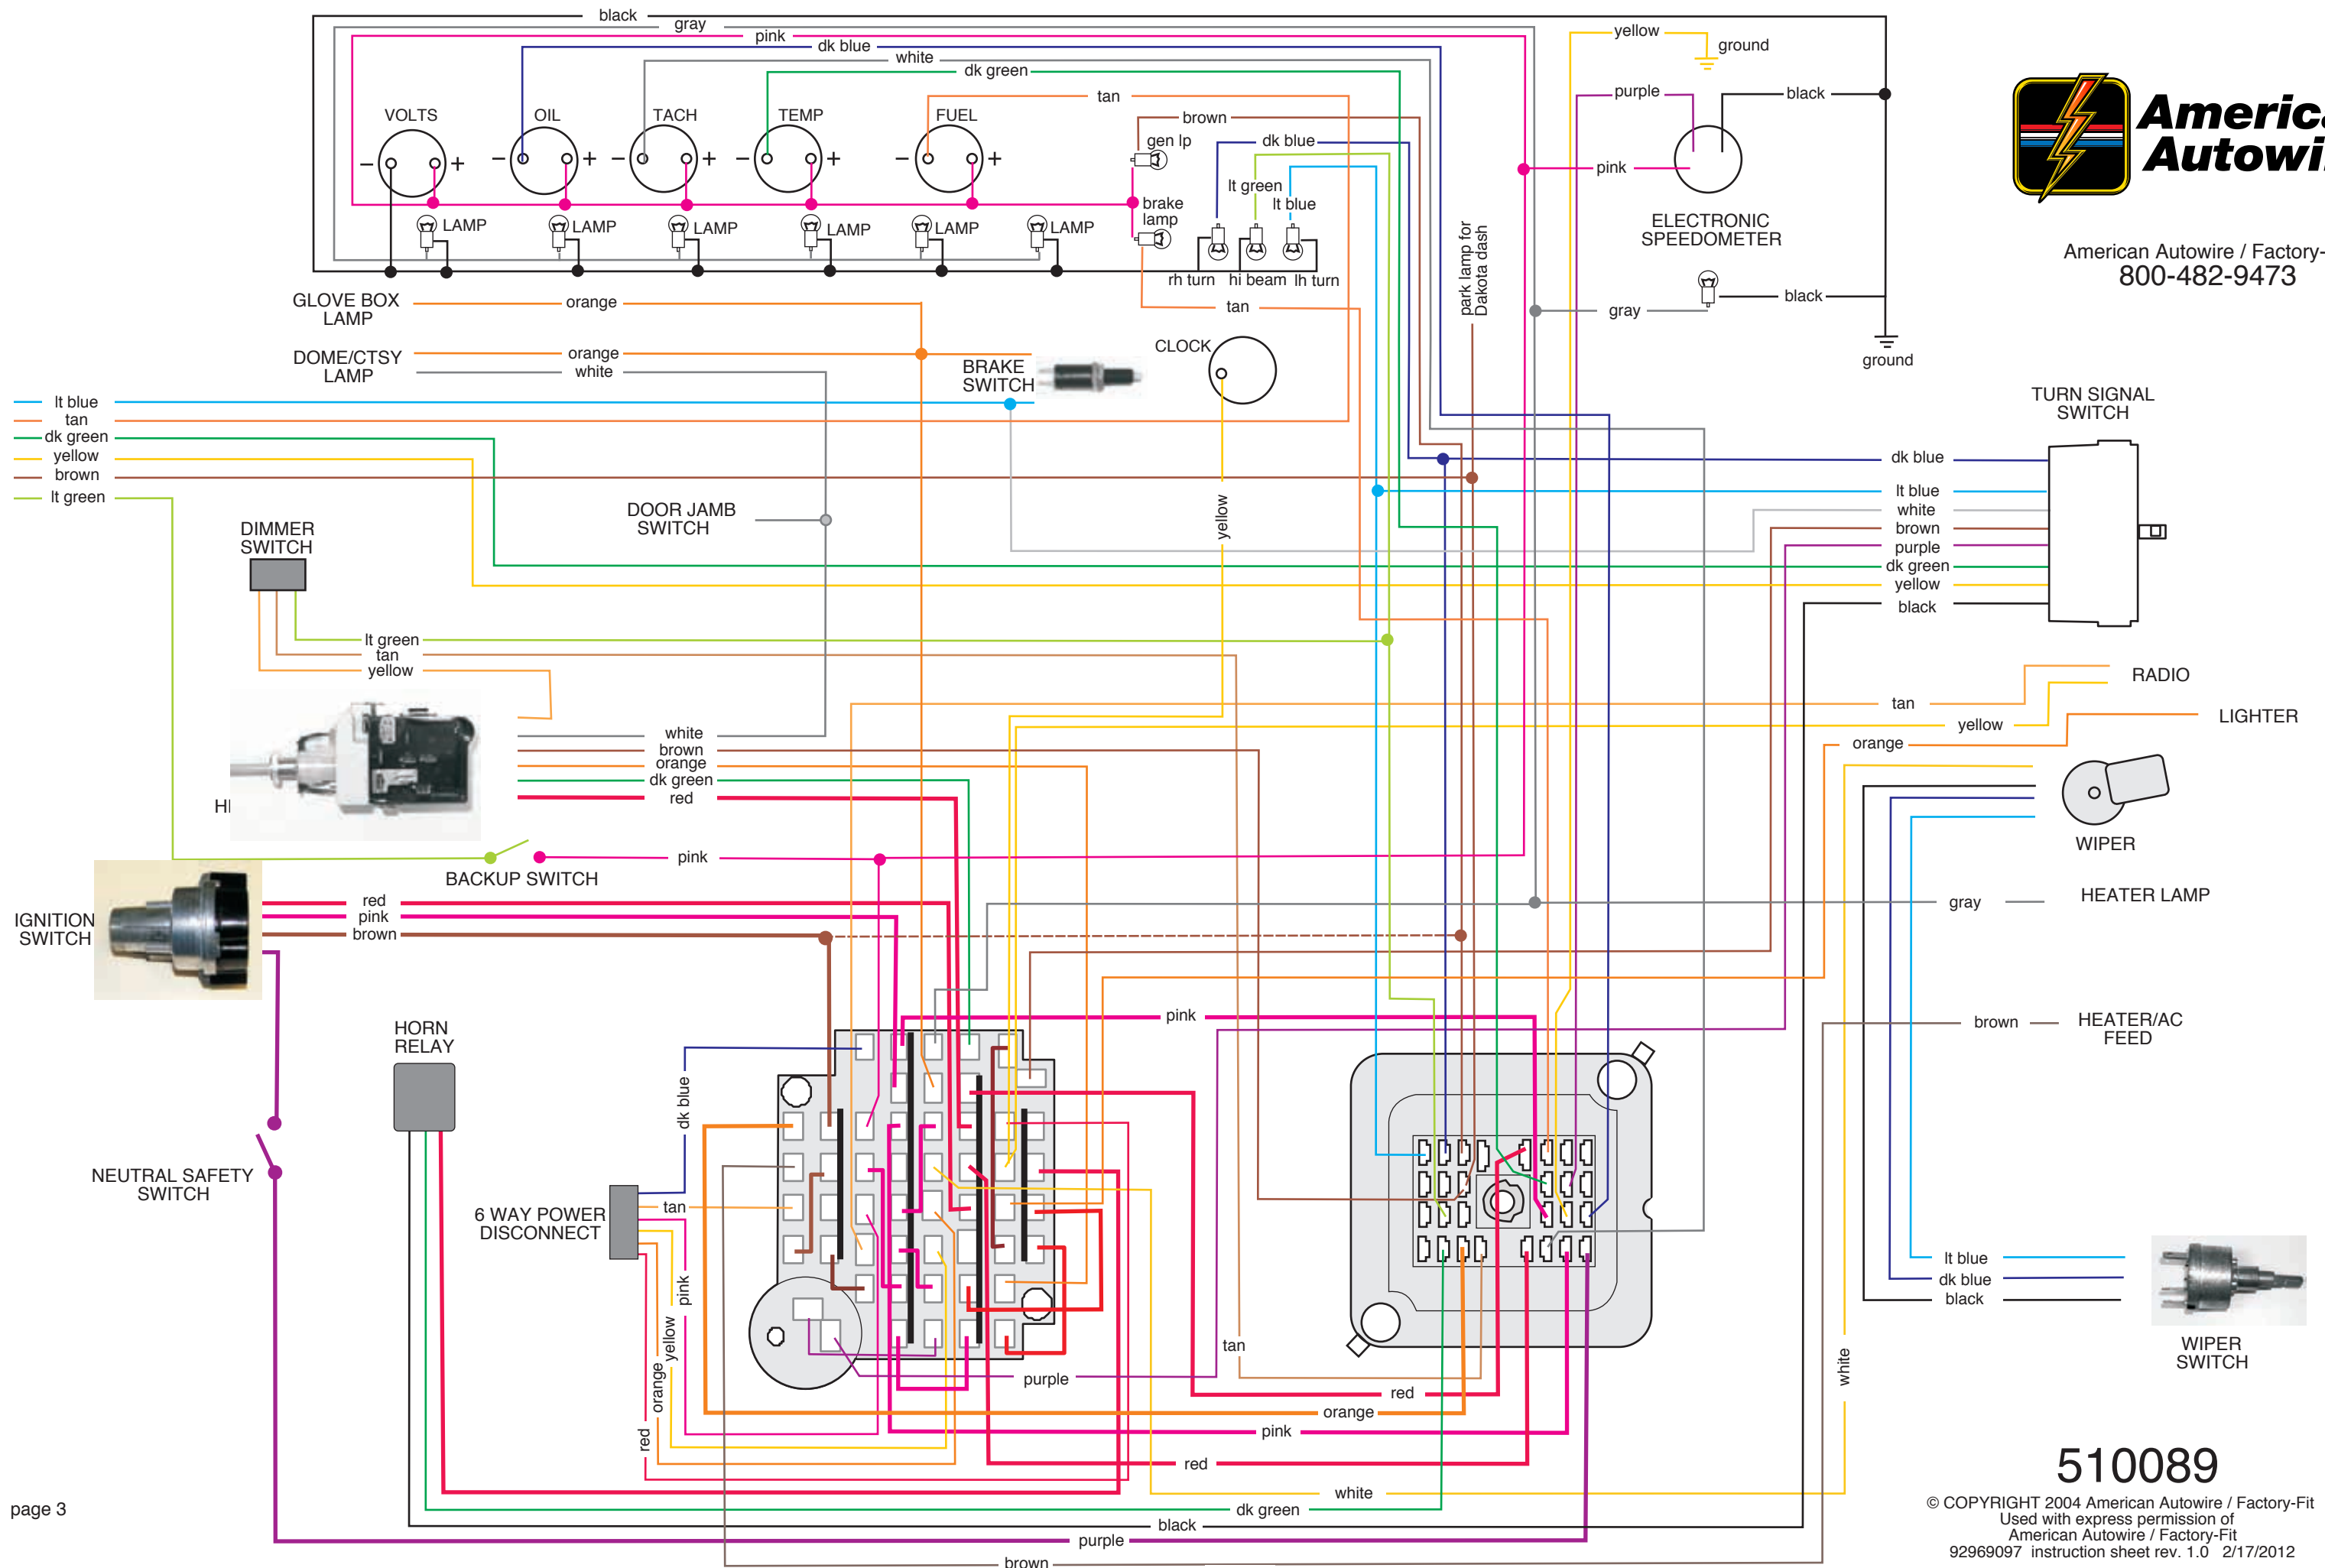 black
gray
pink
dk blue
white
dk green
tan
yellow
ground
purple
black
VOLTS
OIL
TACH
TEMP
FUEL
brown
gen lp
dk blue
pink
lt green
lt blue
brake
lamp
LAMP
LAMP
LAMP
LAMP
LAMP
LAMP
rh turn
hi beam
lh turn
tan
park lamp for
Dakota dash
ELECTRONIC
SPEEDOMETER
black
gray
ground
American Autowire / Factory-
800-482-9473
GLOVE BOX
LAMP
orange
DOME/CTSY
LAMP
orange
white
BRAKE
SWITCH
CLOCK
lt blue
tan
dk green
yellow
brown
lt green
DOOR JAMB
SWITCH
yellow
TURN SIGNAL
SWITCH
dk blue
lt blue
white
brown
purple
dk green
yellow
black
DIMMER
SWITCH
lt green
tan
yellow
white
brown
orange
dk green
red
tan
RADIO
yellow
LIGHTER
orange
WIPER
pink
BACKUP SWITCH
IGNITION
SWITCH
red
pink
brown
gray
HEATER LAMP
brown
HEATER/AC
FEED
HORN
RELAY
pink
NEUTRAL SAFETY
SWITCH
6 WAY POWER
DISCONNECT
dk blue
tan
pink
yellow
orange
red
purple
tan
red
orange
pink
red
white
dk green
black
purple
brown
white
lt blue
dk blue
black
WIPER
SWITCH
510089
© COPYRIGHT 2004 American Autowire / Factory-Fit
Used with express permission of
American Autowire / Factory-Fit
92969097 instruction sheet rev. 1.0 2/17/2012
page 3